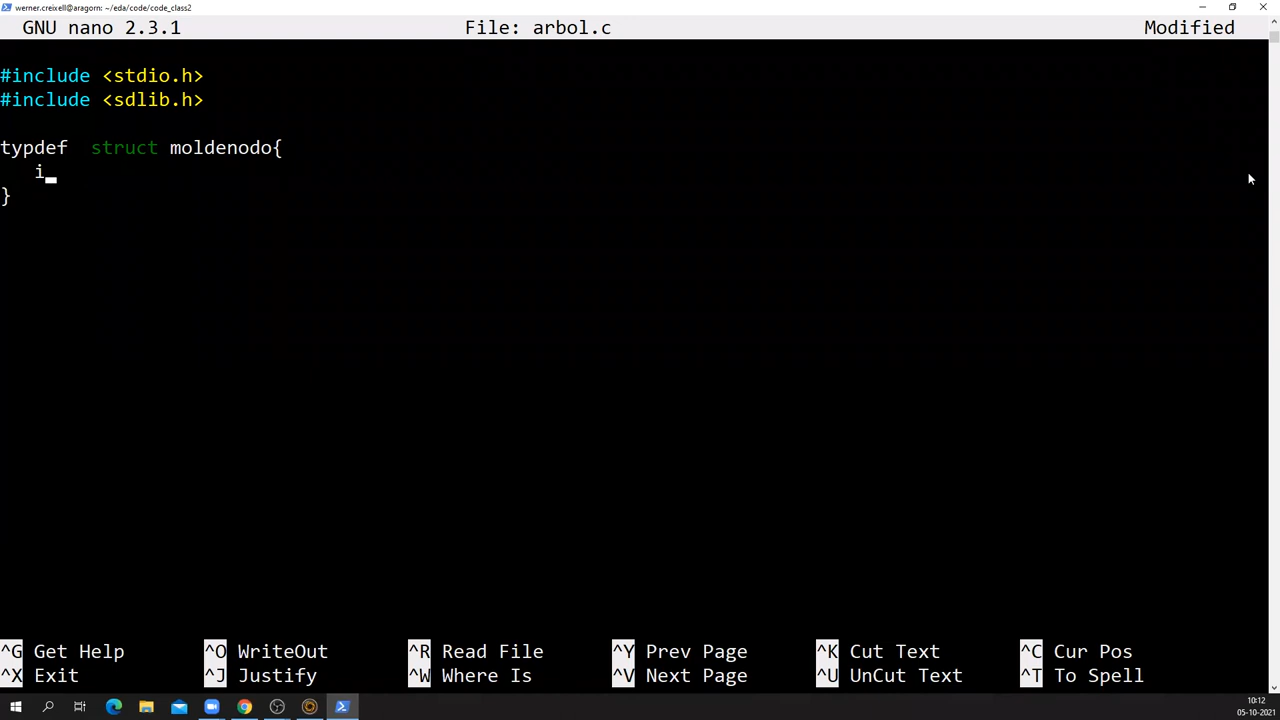 werner.creixell@aragorn: ~/eda/code/code_class2
GNU nano 2.3.1 File: arbol.c Modified
#include <stdio.h>
#include <sdlib.h>
typdef  struct moldenodo{
i
}
^G Get Help ^O WriteOut ^R Read File ^Y Prev Page ^K Cut Text ^C Cur Pos
^X Exit ^J Justify ^W Where Is ^V Next Page ^U UnCut Text ^T To Spell
10:12
05-10-2021